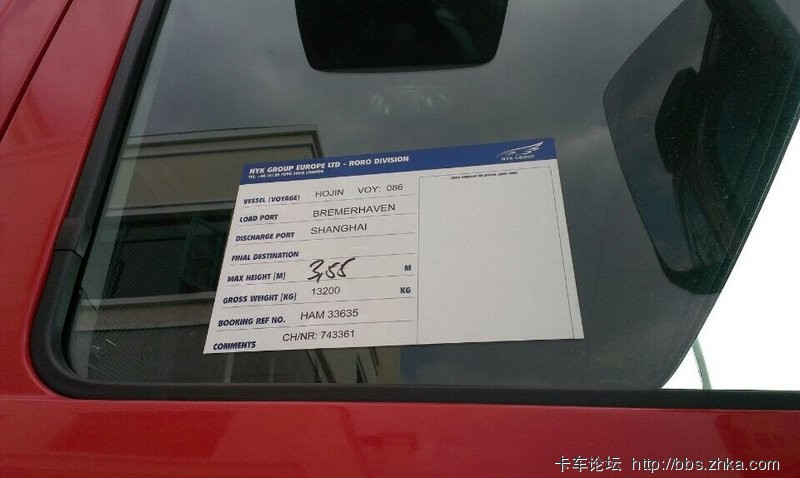 NYK GROUP EUROPE LTD - RORO DIVISION
NYK GROUP
VESSEL (VOYAGE) HOJIN VOY: 086
LOAD PORT BREMERHAVEN
DISCHARGE PORT SHANGHAI
FINAL DESTINATION
MAX HEIGHT [M] 3,55 M
GROSS WEIGHT [KG] 13200 KG
BOOKING REF NO. HAM 33635
COMMENTS CH/NR: 743361
卡车论坛 http://bbs.zhka.com